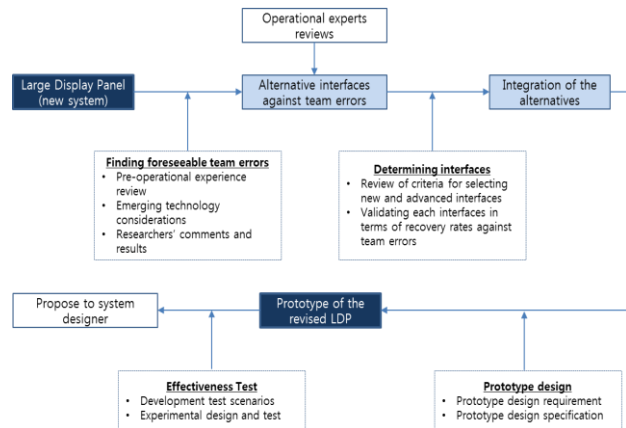 Operational experts
reviews
Large Display Panel
(new system)
Alternative interfaces
against team errors
Integration of the
alternatives
Finding foreseeable team errors
• Pre-operational experience
review
• Emerging technology
considerations
• Researchers' comments and
results
Determining interfaces
• Review of criteria for selecting
new and advanced interfaces
• Validating each interfaces in
terms of recovery rates against
team errors
Propose to system
designer
Prototype of the
revised LDP
Effectiveness Test
• Development test scenarios
• Experimental design and test
Prototype design
• Prototype design requirement
• Prototype design specification